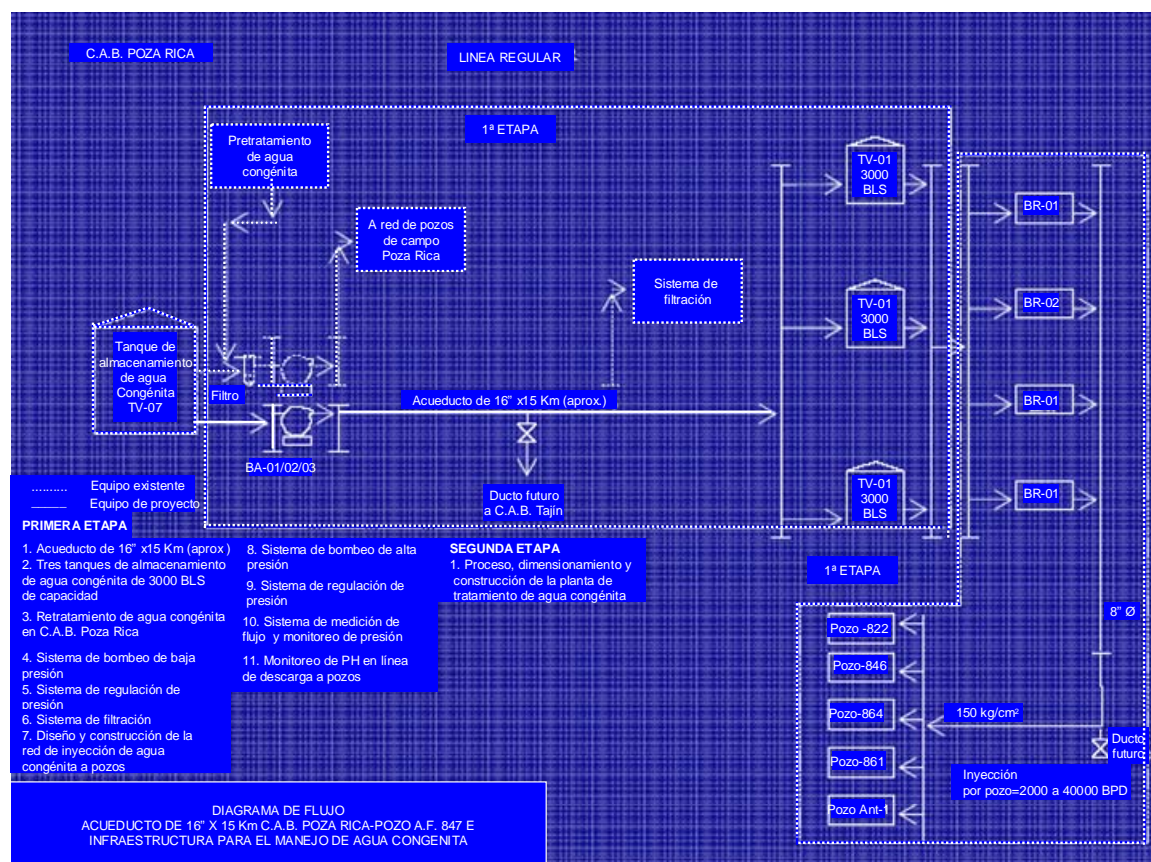 C.A.B. POZA RICA
LINEA REGULAR
1ª ETAPA
Pretratamiento
de agua
congénita
A red de pozos
de campo
Poza Rica
Sistema de
filtración
TV-01
3000
BLS
TV-01
3000
BLS
TV-01
3000
BLS
BR-01
BR-02
BR-01
BR-01
Tanque de
almacenamiento
de agua
Congénita
TV-07
Filtro
Acueducto de 16” x15 Km (aprox.)
BA-01/02/03
Ducto futuro
a C.A.B. Tajín
.......... Equipo existente
______ Equipo de proyecto
PRIMERA ETAPA
1. Acueducto de 16” x15 Km (aprox )
2. Tres tanques de almacenamiento
de agua congénita de 3000 BLS
de capacidad
3. Retratamiento de agua congénita
en C.A.B. Poza Rica
4. Sistema de bombeo de baja
presión
5. Sistema de regulación de
presión
6. Sistema de filtración
7. Diseño y construcción de la
red de inyección de agua
congénita a pozos
8. Sistema de bombeo de alta
presión
9. Sistema de regulación de
presión
10. Sistema de medición de
flujo y monitoreo de presión
11. Monitoreo de PH en línea
de descarga a pozos
SEGUNDA ETAPA
1. Proceso, dimensionamiento y
construcción de la planta de
tratamiento de agua congénita
1ª ETAPA
8” Ø
Pozo -822
Pozo-846
Pozo-864
Pozo-861
Pozo Ant-1
150 kg/cm²
Ducto
futuro
Inyección
por pozo=2000 a 40000 BPD
DIAGRAMA DE FLUJO
ACUEDUCTO DE 16” X 15 Km C.A.B. POZA RICA-POZO A.F. 847 E
INFRAESTRUCTURA PARA EL MANEJO DE AGUA CONGENITA